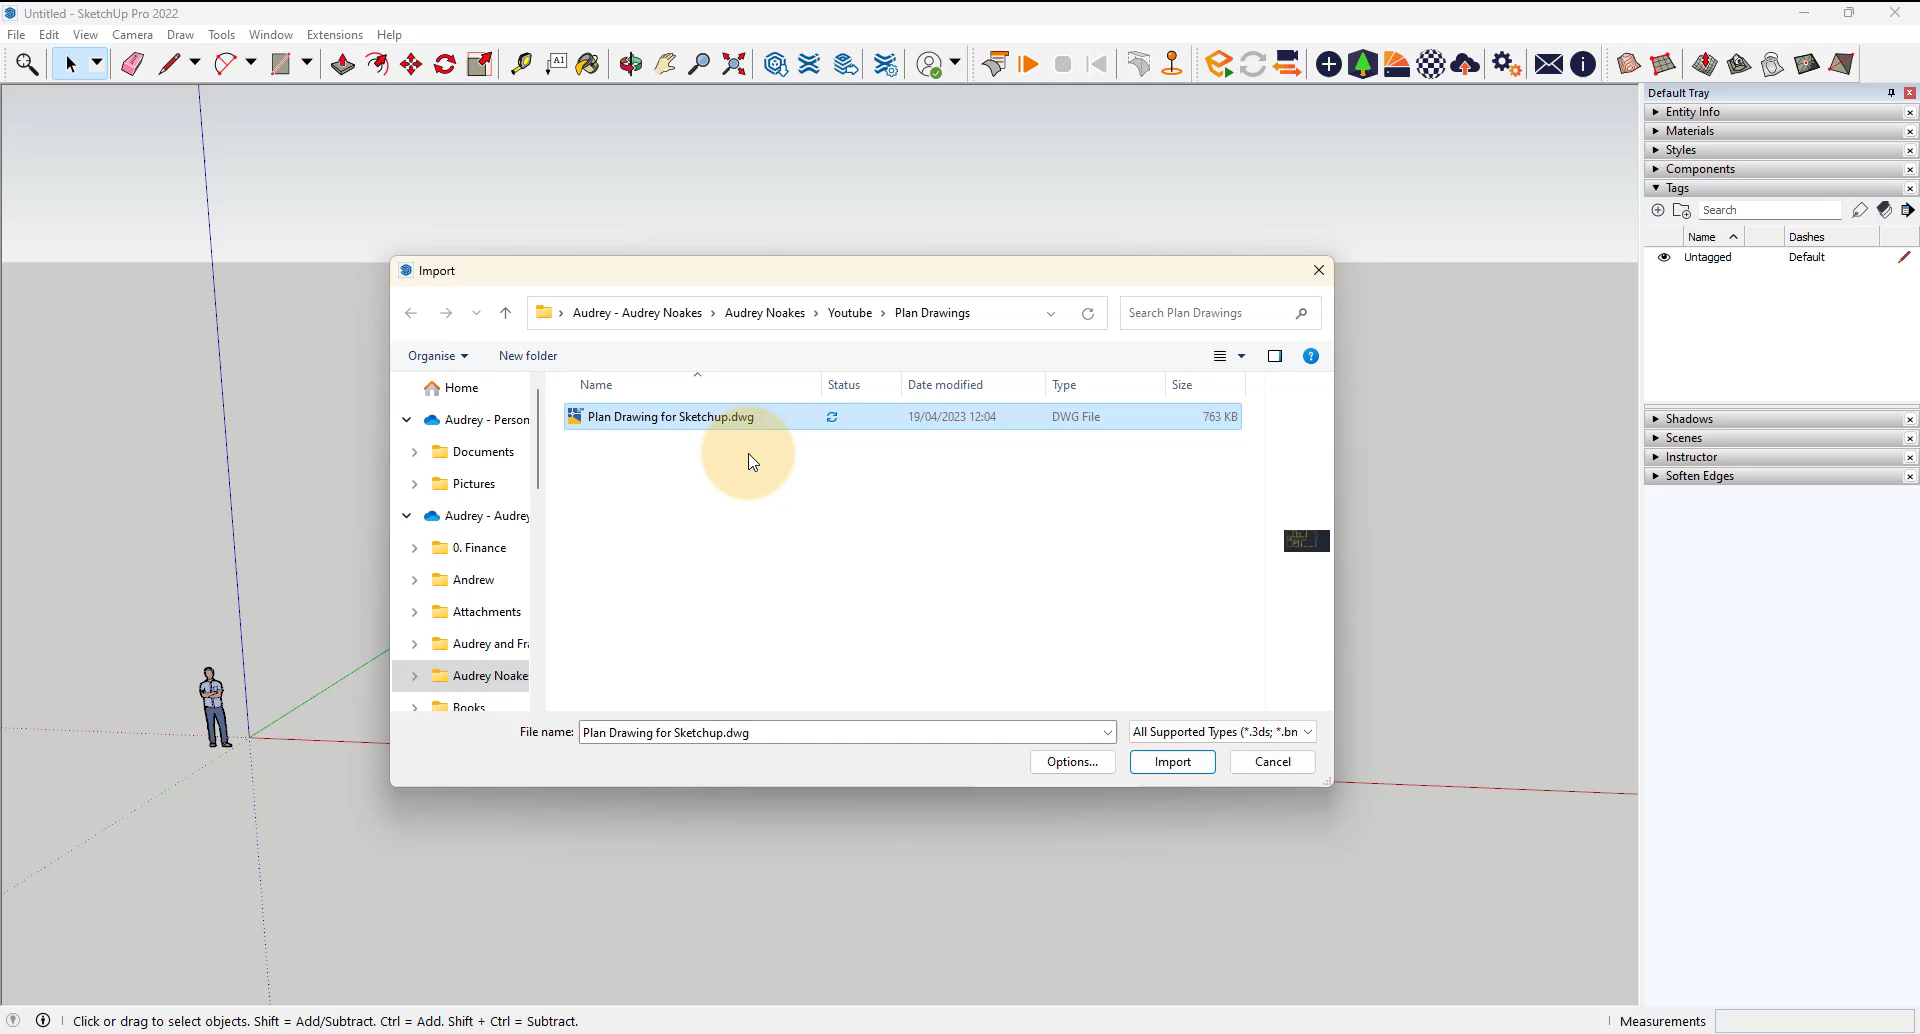 Untitled - SketchUp Pro 2022
File Edit View Camera Draw Tools Window Extensions Help
A1
Default Tray
Entity Info
Materials
Styles
Components
Tags
Search
Name Dashes
Untagged Default
Shadows
Scenes
Instructor
Soften Edges
Import
Audrey - Audrey Noakes > Audrey Noakes > Youtube > Plan Drawings
Search Plan Drawings
Organise New folder
Home
Audrey - Person
Documents
Pictures
Audrey - Audrey
0. Finance
Andrew
Attachments
Audrey and Fra
Audrey Noake
Books
Name Status Date modified Type Size
Plan Drawing for Sketchup.dwg 19/04/2023 12:04 DWG File 763 KB
File name: Plan Drawing for Sketchup.dwg All Supported Types (*.3ds; *.bn
Options... Import Cancel
Click or drag to select objects. Shift = Add/Subtract. Ctrl = Add. Shift + Ctrl = Subtract.
Measurements